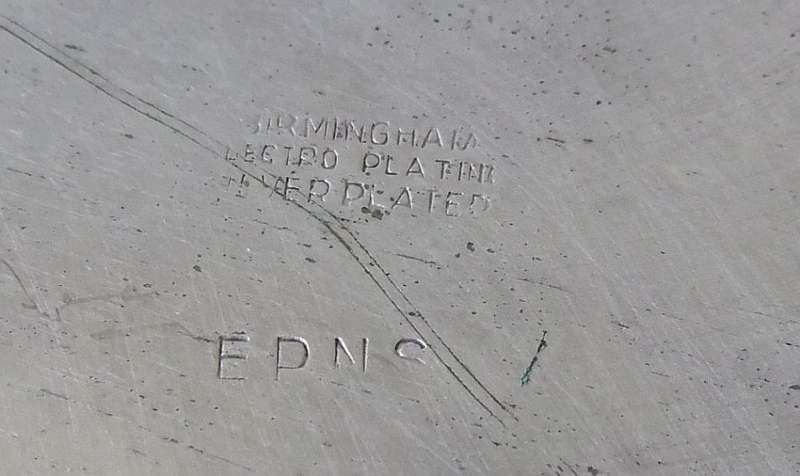 BIRMINGHAM
ELECTRO PLATING
SILVER PLATED
EPNS